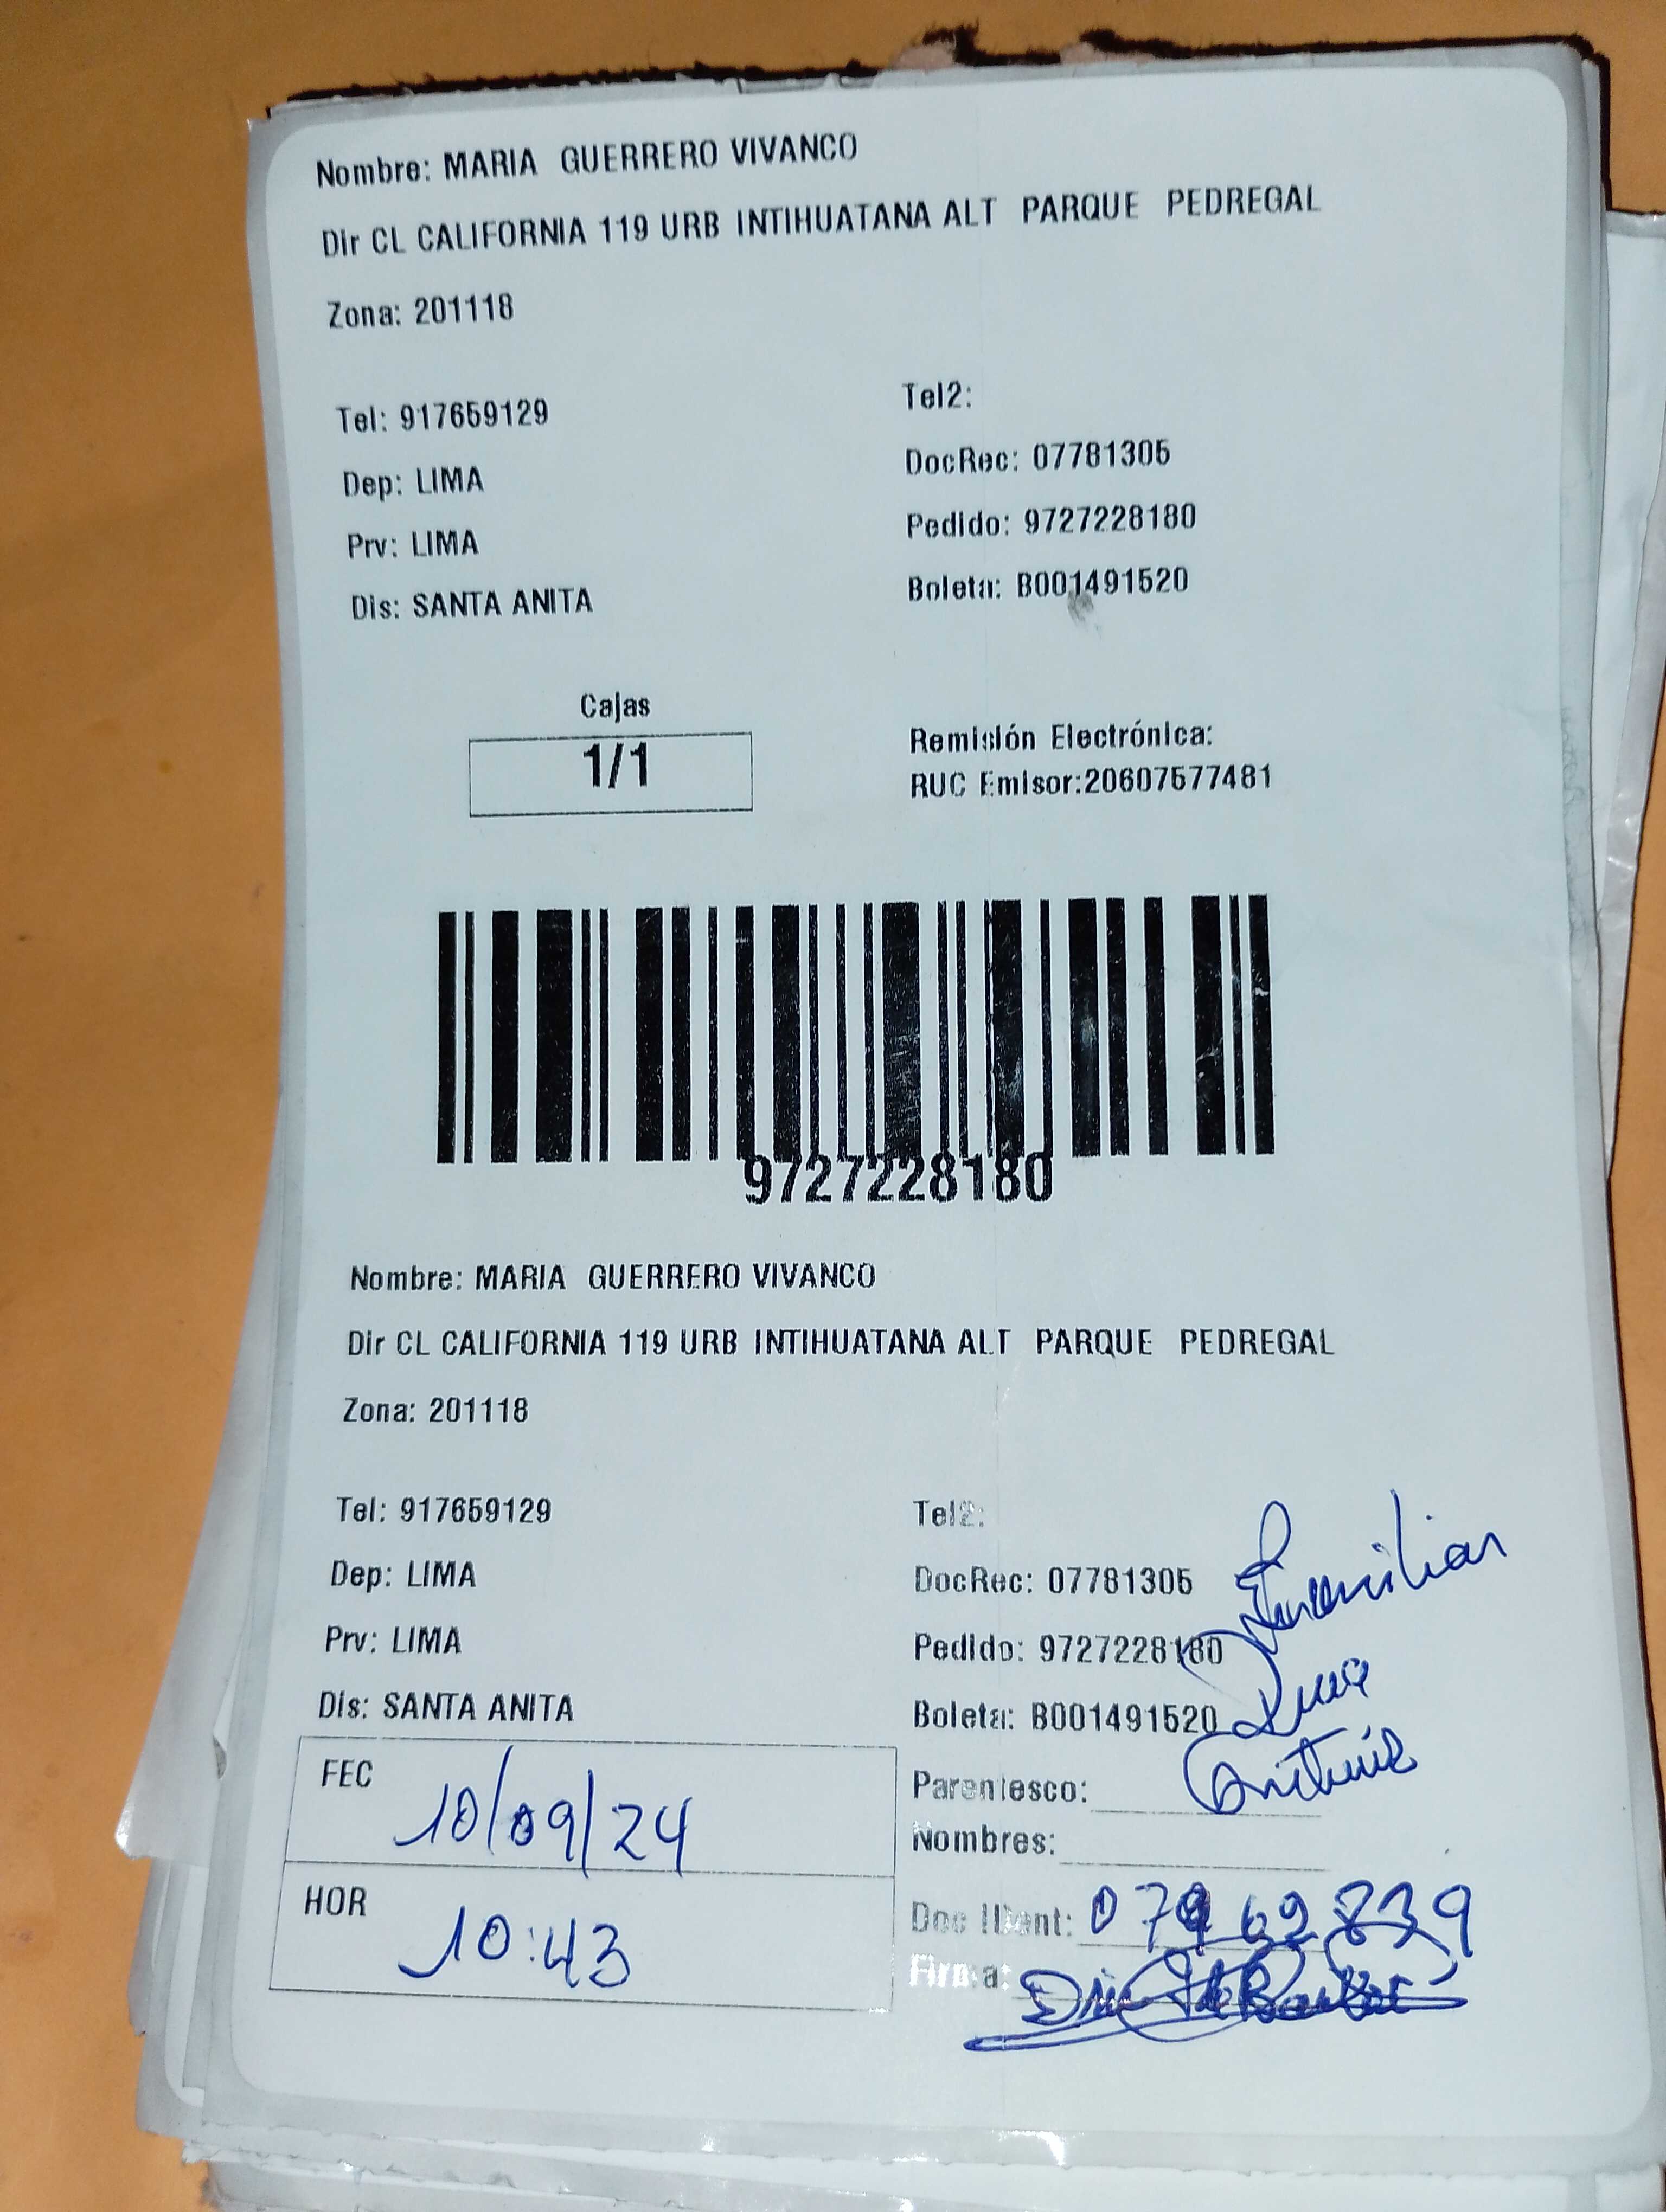 Nombre: MARIA GUERRERO VIVANCO
Dir CL CALIFORNIA 119 URB INTIHUATANA ALT PARQUE PEDREGAL
Zona: 201118
Tel: 917659129
Tel2:
Dep: LIMA
DocRec: 07781305
Prv: LIMA
Pedido: 9727228180
Dis: SANTA ANITA
Boleta: B001491520
Cajas
1/1
Remisión Electrónica:
RUC Emisor:20607577481
9727228180
Nombre: MARIA GUERRERO VIVANCO
Dir CL CALIFORNIA 119 URB INTIHUATANA ALT PARQUE PEDREGAL
Zona: 201118
Tel: 917659129
Tel2:
Dep: LIMA
DocRec: 07781305
Prv: LIMA
Pedido: 9727228180
Dis: SANTA ANITA
Boleta: B001491520
Familiar
FEC 10/09/24
Parentesco:
Nombres:
HOR 10:43
Doc IDent:
Firma: